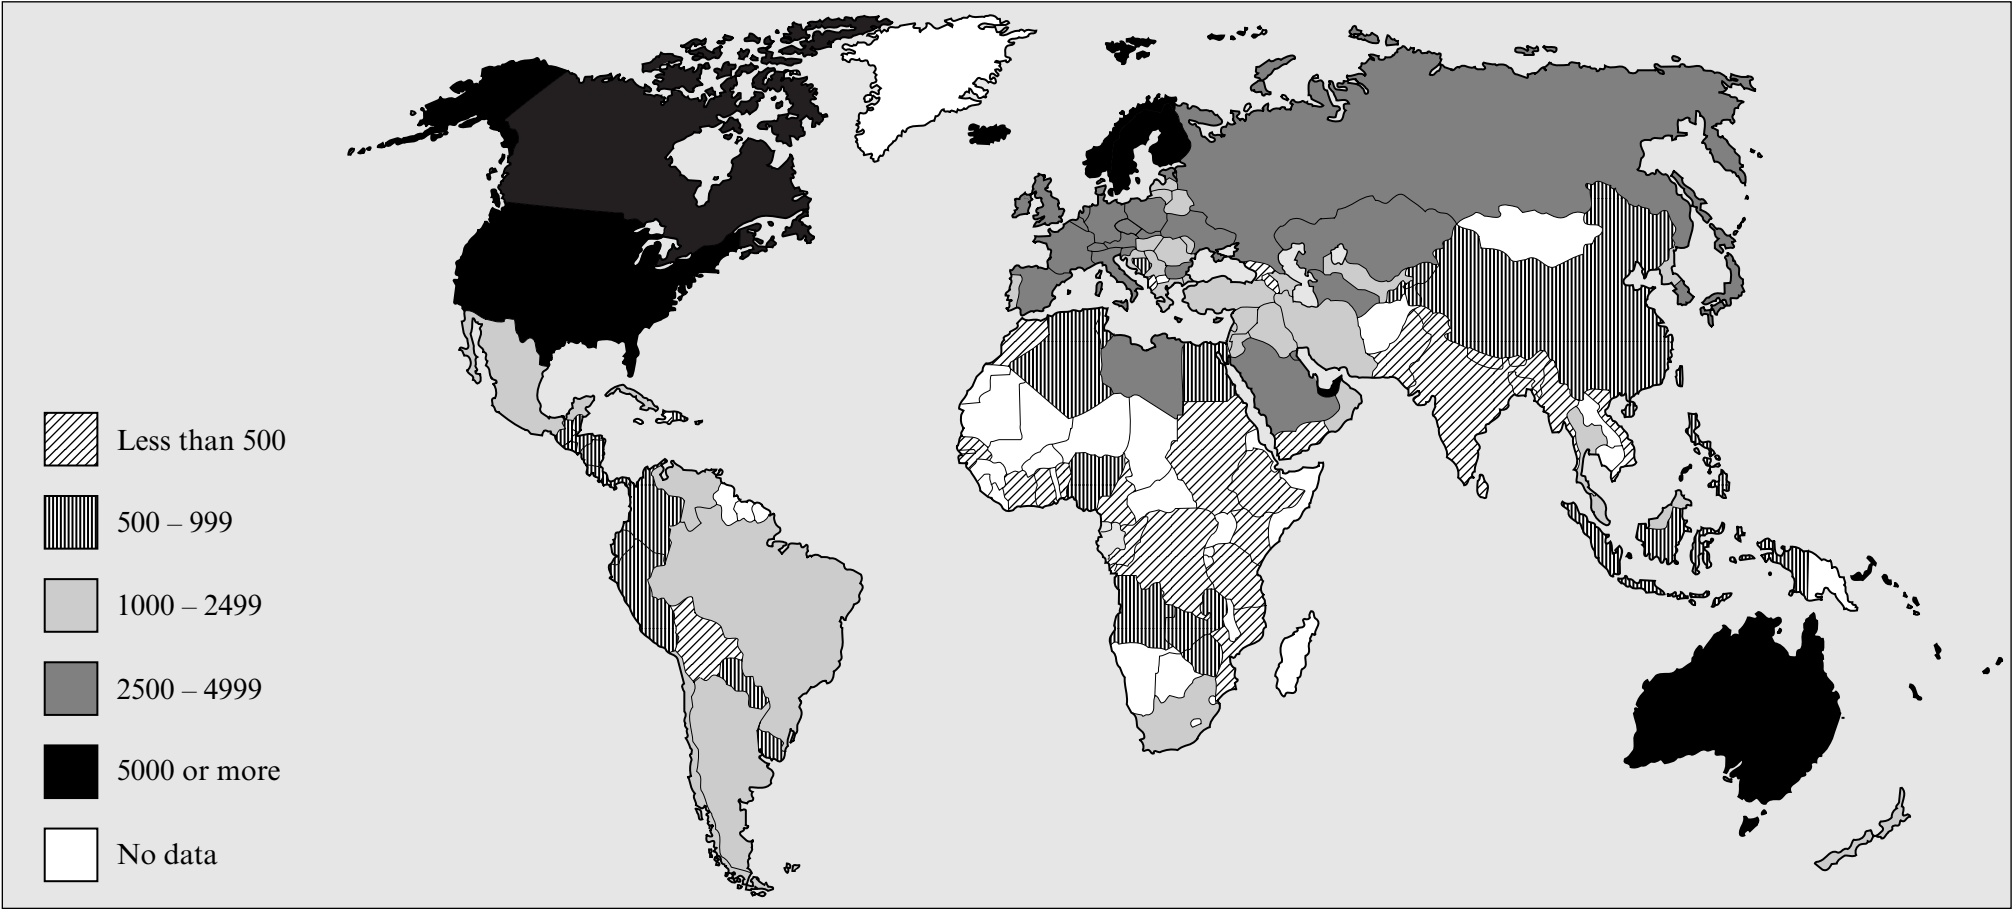 Less than 500
500 – 999
1000 – 2499
2500 – 4999
5000 or more
No data